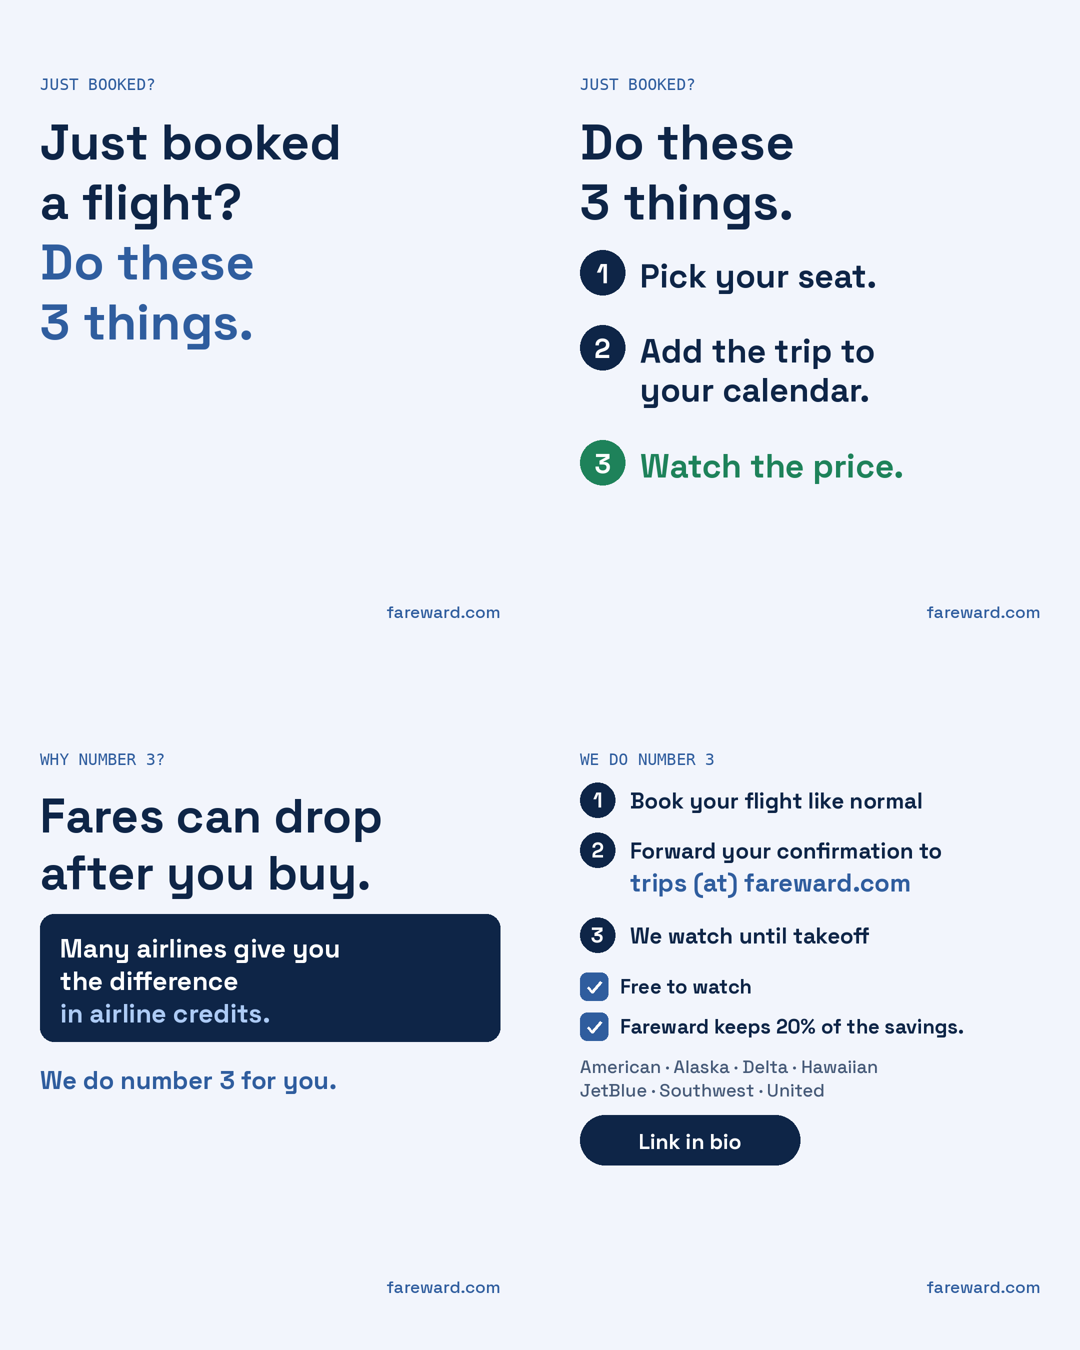 JUST BOOKED?
Just booked
a flight?
Do these
3 things.
fareward.com
JUST BOOKED?
Do these
3 things.
1 Pick your seat.
2 Add the trip to
your calendar.
3 Watch the price.
fareward.com
WHY NUMBER 3?
Fares can drop
after you buy.
Many airlines give you
the difference
in airline credits.
We do number 3 for you.
fareward.com
WE DO NUMBER 3
1 Book your flight like normal
2 Forward your confirmation to
trips (at) fareward.com
3 We watch until takeoff
Free to watch
Fareward keeps 20% of the savings.
American · Alaska · Delta · Hawaiian
JetBlue · Southwest · United
Link in bio
fareward.com